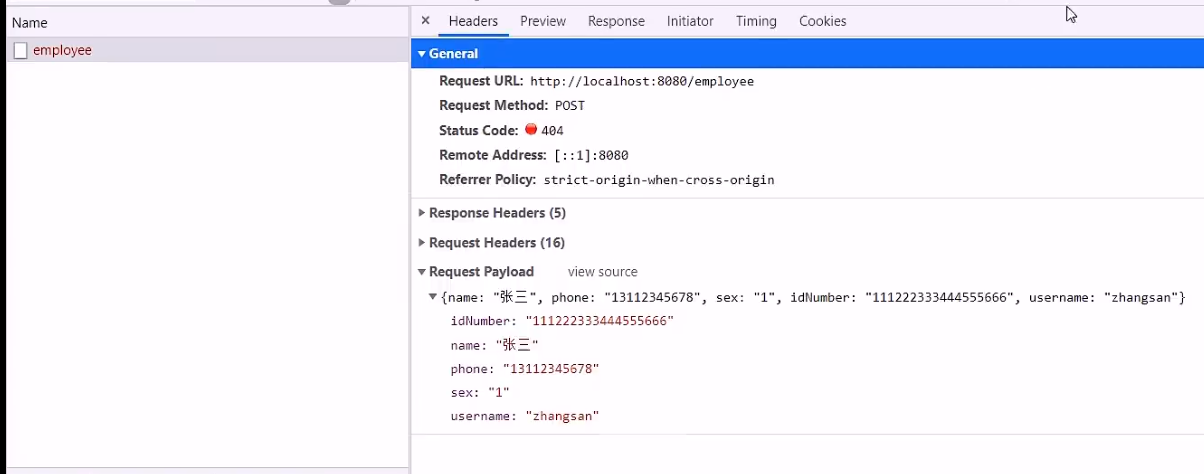 Name
employee
× Headers Preview Response Initiator Timing Cookies
General
Request URL: http://localhost:8080/employee
Request Method: POST
Status Code: 404
Remote Address: [::1]:8080
Referrer Policy: strict-origin-when-cross-origin
Response Headers (5)
Request Headers (16)
Request Payload view source
{name: "张三", phone: "13112345678", sex: "1", idNumber: "111222333444555666", username: "zhangsan"}
idNumber: "111222333444555666"
name: "张三"
phone: "13112345678"
sex: "1"
username: "zhangsan"